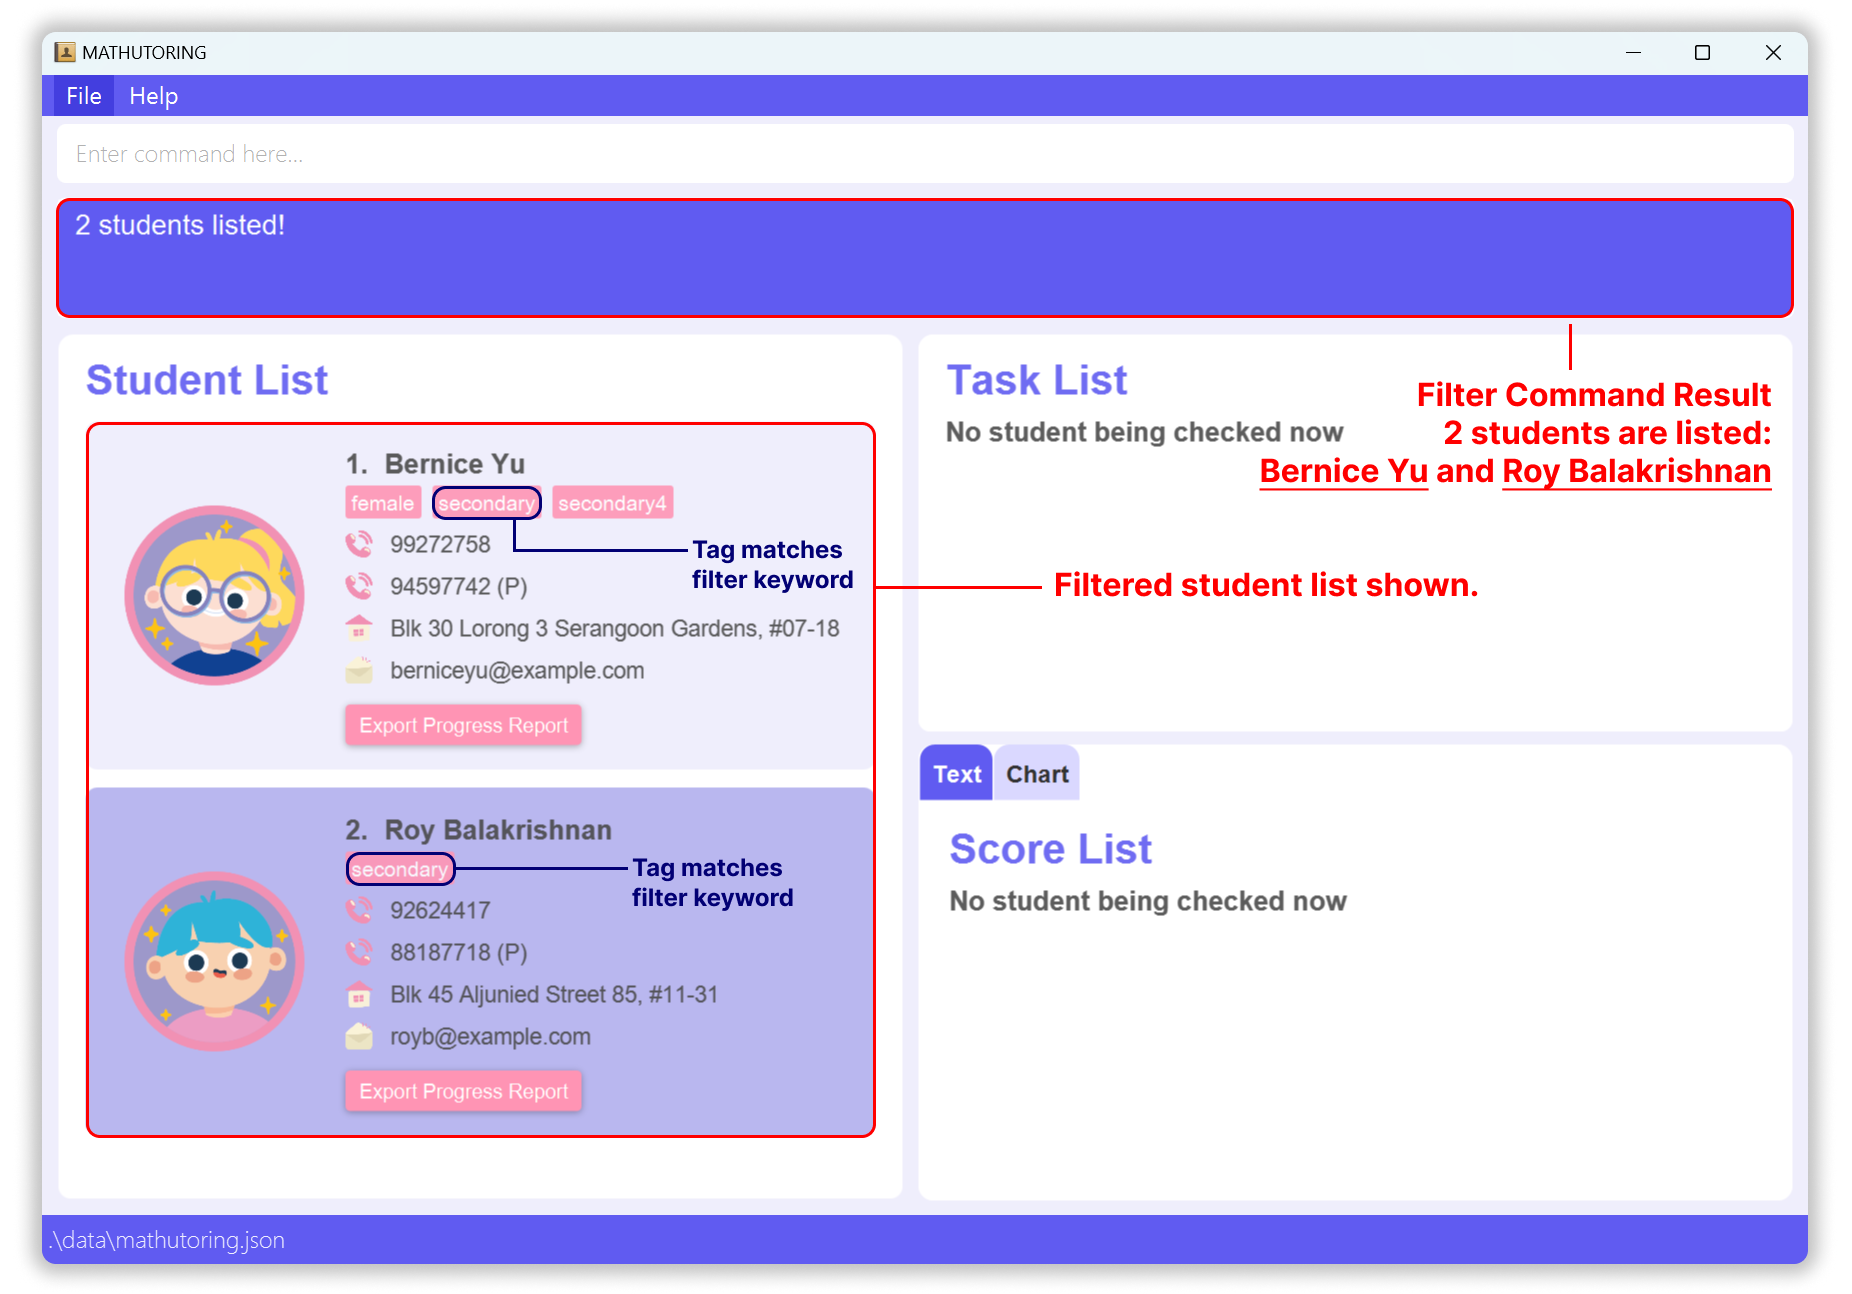 MATHUTORING
File Help
Enter command here...
2 students listed!
Student List
1. Bernice Yu
female secondary secondary4
99272758
94597742 (P)
Blk 30 Lorong 3 Serangoon Gardens, #07-18
berniceyu@example.com
Export Progress Report
Tag matches
filter keyword
2. Roy Balakrishnan
secondary
92624417
88187718 (P)
Blk 45 Aljunied Street 85, #11-31
royb@example.com
Export Progress Report
Tag matches
filter keyword
Task List
No student being checked now
Filter Command Result
2 students are listed:
Bernice Yu and Roy Balakrishnan
Filtered student list shown.
Text Chart
Score List
No student being checked now
.\data\mathutoring.json